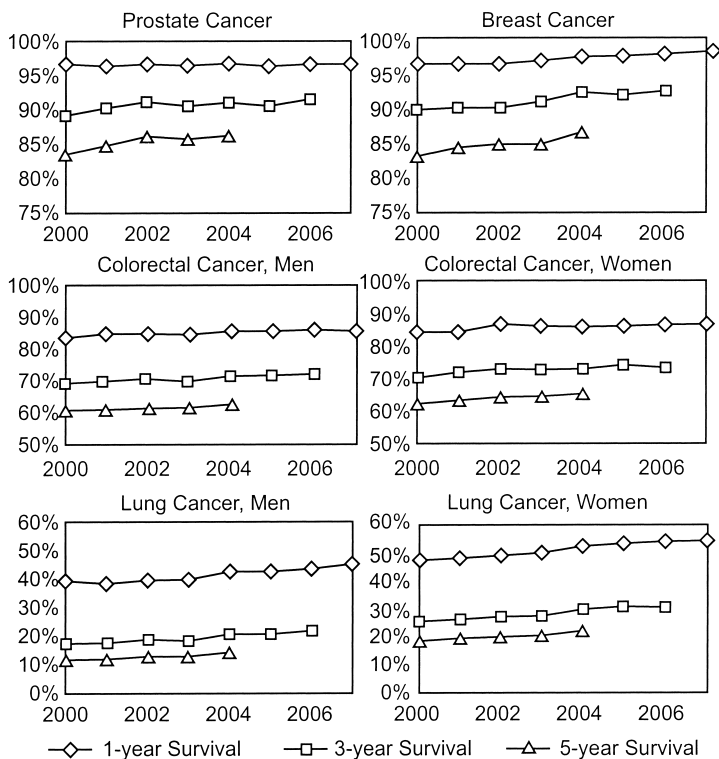 Prostate Cancer
100%
95%
90%
85%
80%
75%
2000 2002 2004 2006
Breast Cancer
100%
95%
90%
85%
80%
75%
2000 2002 2004 2006
Colorectal Cancer, Men
100%
90%
80%
70%
60%
50%
2000 2002 2004 2006
Colorectal Cancer, Women
100%
90%
80%
70%
60%
50%
2000 2002 2004 2006
Lung Cancer, Men
60%
50%
40%
30%
20%
10%
0%
2000 2002 2004 2006
Lung Cancer, Women
60%
50%
40%
30%
20%
10%
0%
2000 2002 2004 2006
1-year Survival 3-year Survival 5-year Survival